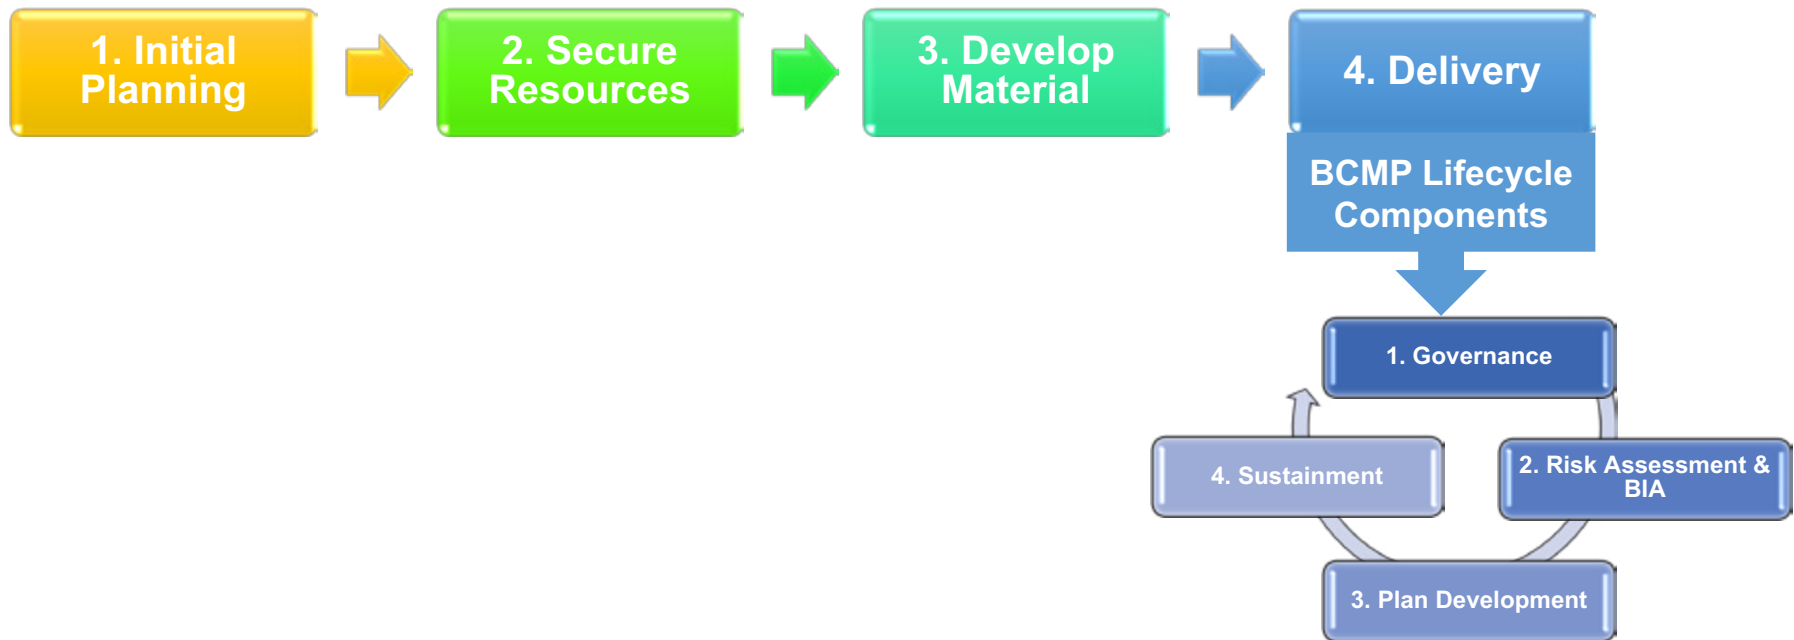 1. Initial
Planning
2. Secure
Resources
3. Develop
Material
4. Delivery
BCMP Lifecycle
Components
1. Governance
2. Risk Assessment &
BIA
3. Plan Development
4. Sustainment